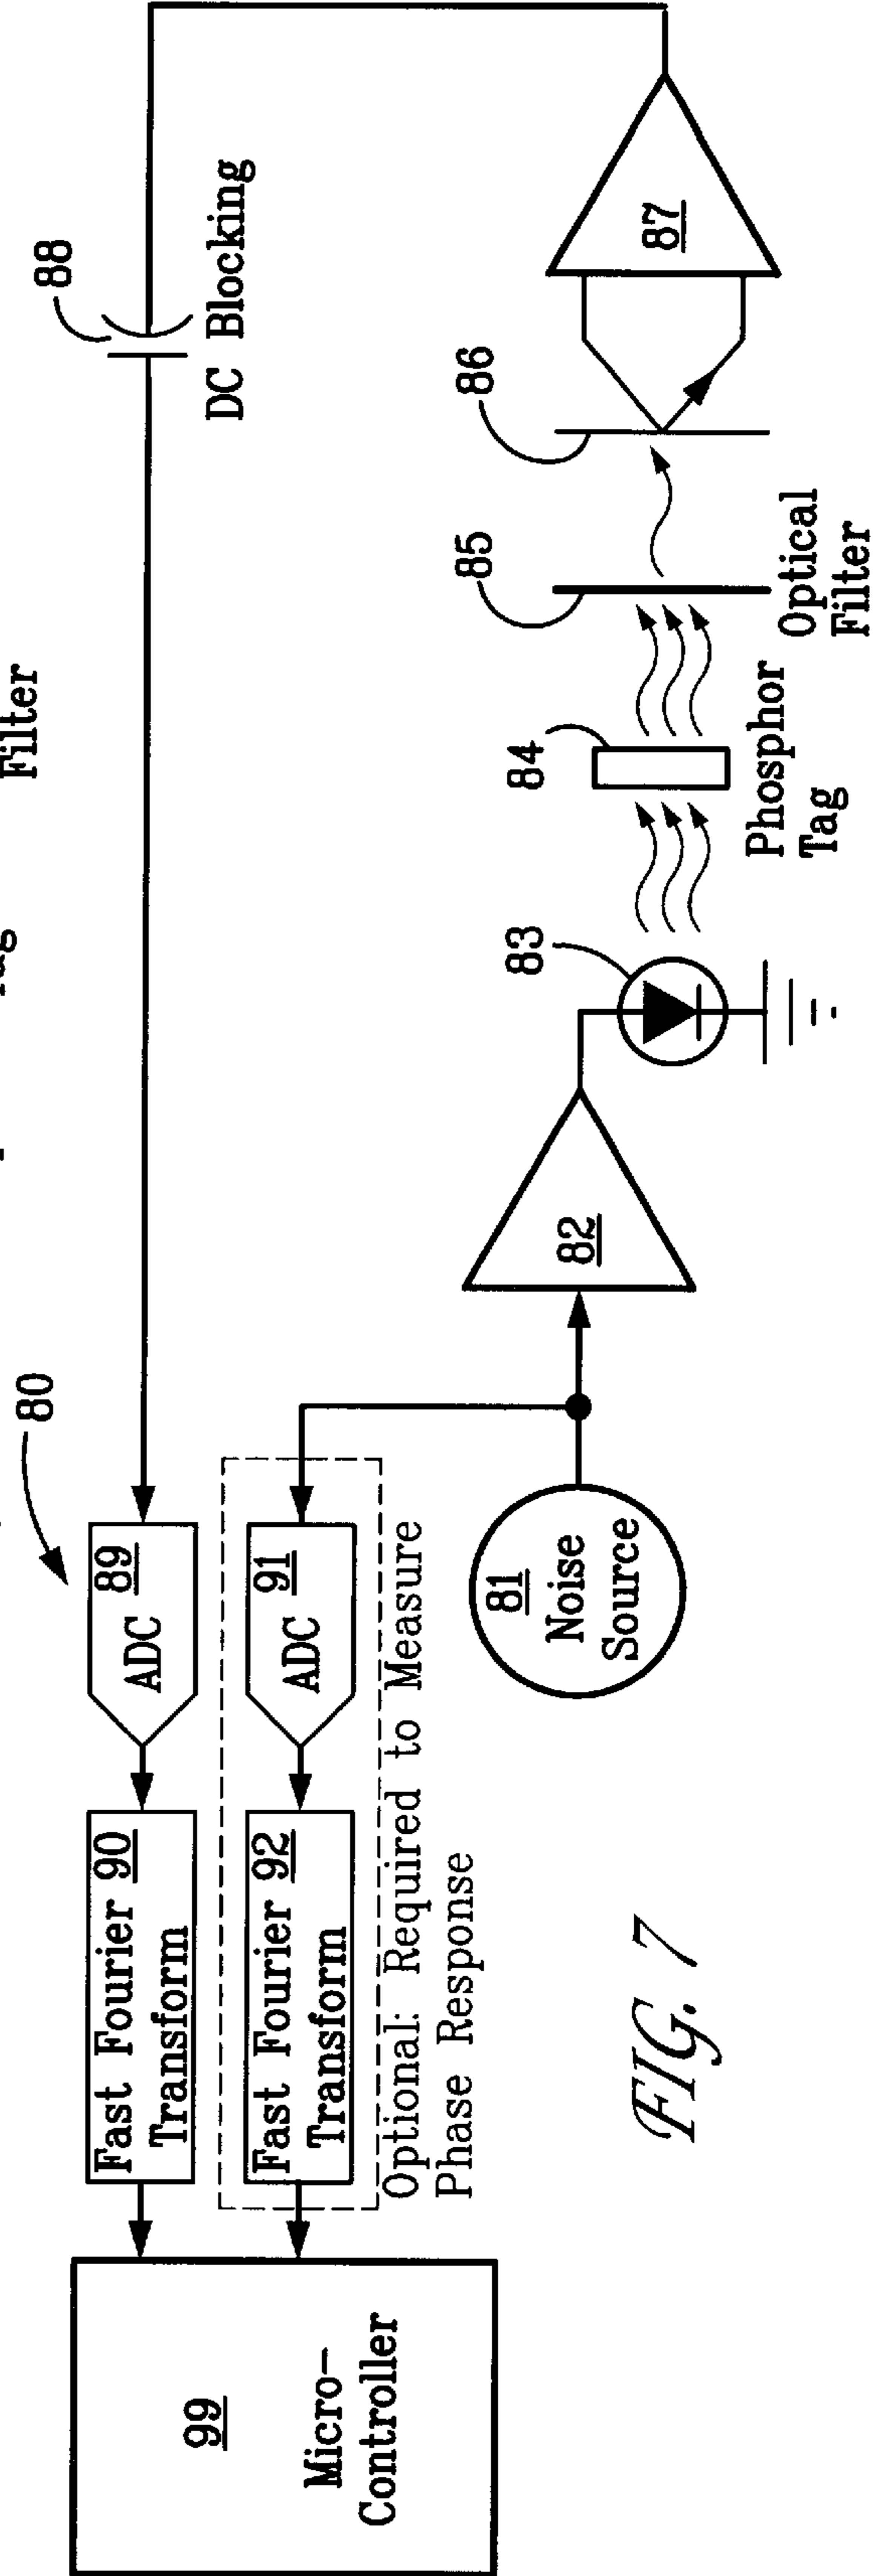 Filter
80
88
DC Blocking
99
Micro-
Controller
Fast Fourier 90
Transform
89
ADC
Fast Fourier 92
Transform
91
ADC
Optional: Required to Measure
Phase Response
81
Noise
Source
82
83
84
Phosphor
Tag
85
Optical
Filter
86
87
FIG. 7